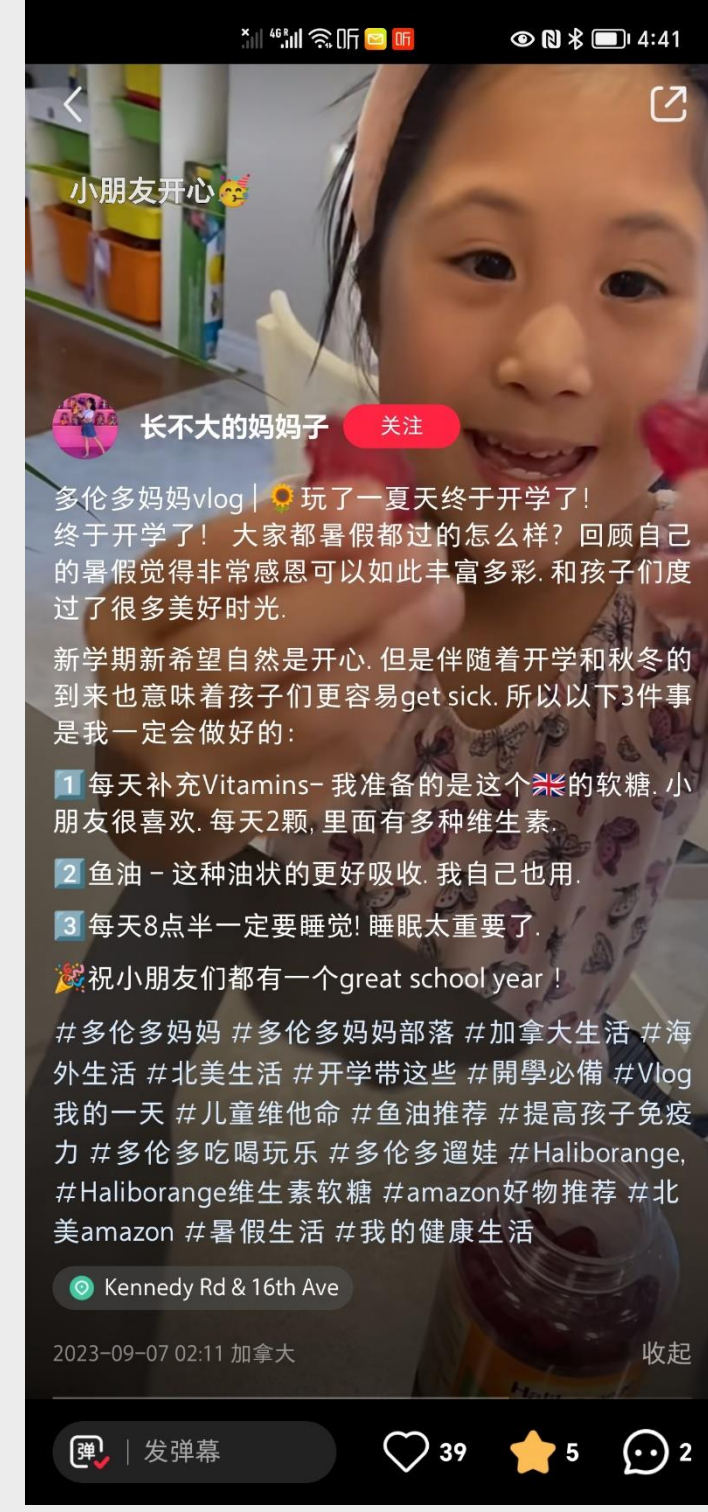 4G 听 听 4:41
小朋友开心🥳
长不大的妈妈子 关注
多伦多妈妈vlog | 🌻玩了一夏天终于开学了!
终于开学了! 大家都暑假都过的怎么样? 回顾自己
的暑假觉得非常感恩可以如此丰富多彩. 和孩子们度
过了很多美好时光.
新学期新希望自然是开心. 但是伴随着开学和秋冬的
到来也意味着孩子们更容易get sick. 所以以下3件事
是我一定会做好的:
1️⃣每天补充Vitamins- 我准备的是这个🇬🇧的软糖. 小
朋友很喜欢. 每天2颗, 里面有多种维生素.
2️⃣鱼油 - 这种油状的更好吸收. 我自己也用.
3️⃣每天8点半一定要睡觉! 睡眠太重要了.
🎉祝小朋友们都有一个great school year !
#多伦多妈妈 #多伦多妈妈部落 #加拿大生活 #海
外生活 #北美生活 #开学带这些 #開學必備 #Vlog
我的一天 #儿童维他命 #鱼油推荐 #提高孩子免疫
力 #多伦多吃喝玩乐 #多伦多遛娃 #Haliborange,
#Haliborange维生素软糖 #amazon好物推荐 #北
美amazon #暑假生活 #我的健康生活
Kennedy Rd & 16th Ave
2023-09-07 02:11 加拿大 收起
弹 | 发弹幕 39 5 2